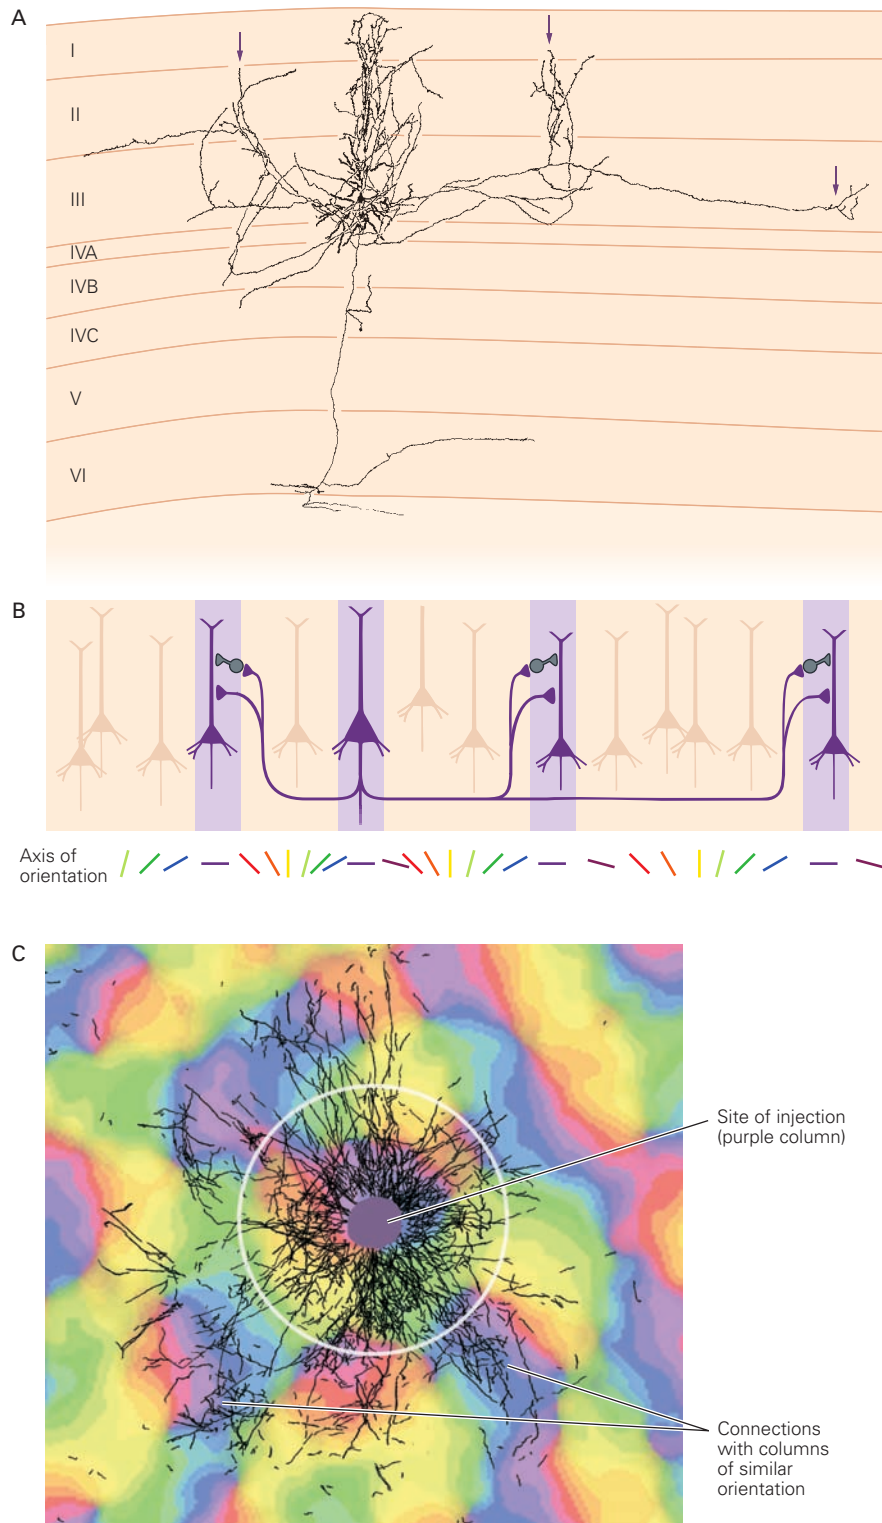 A
I
II
III
IVA
IVB
IVC
V
VI
B
Axis of
orientation
C
Site of injection
(purple column)
Connections
with columns
of similar
orientation